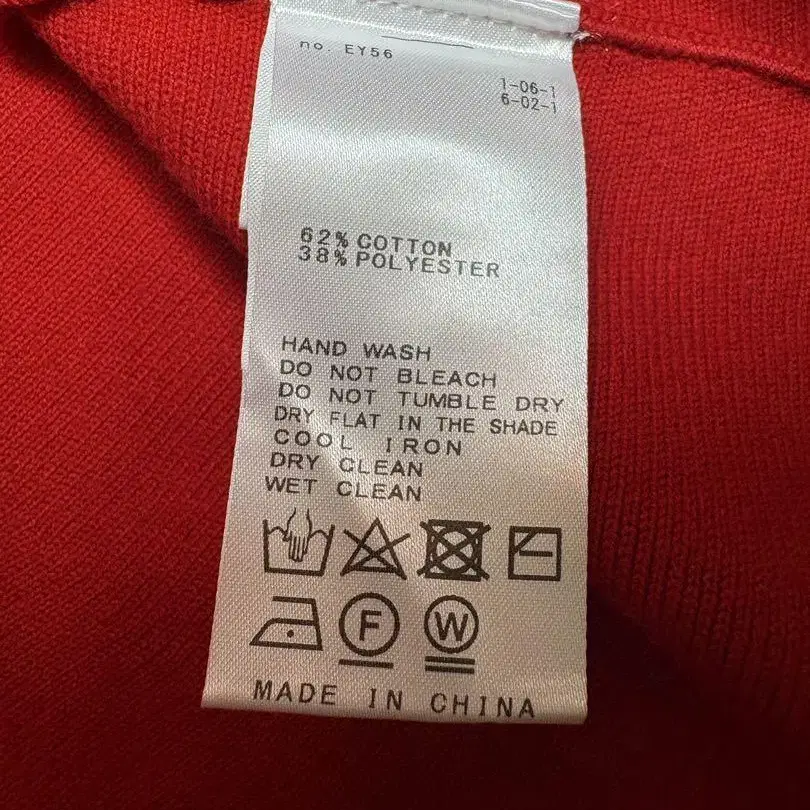 no. EY56
1-06-1
6-02-1
62% COTTON
38% POLYESTER
HAND WASH
DO NOT BLEACH
DO NOT TUMBLE DRY
DRY FLAT IN THE SHADE
COOL IRON
DRY CLEAN
WET CLEAN
F W
MADE IN CHINA